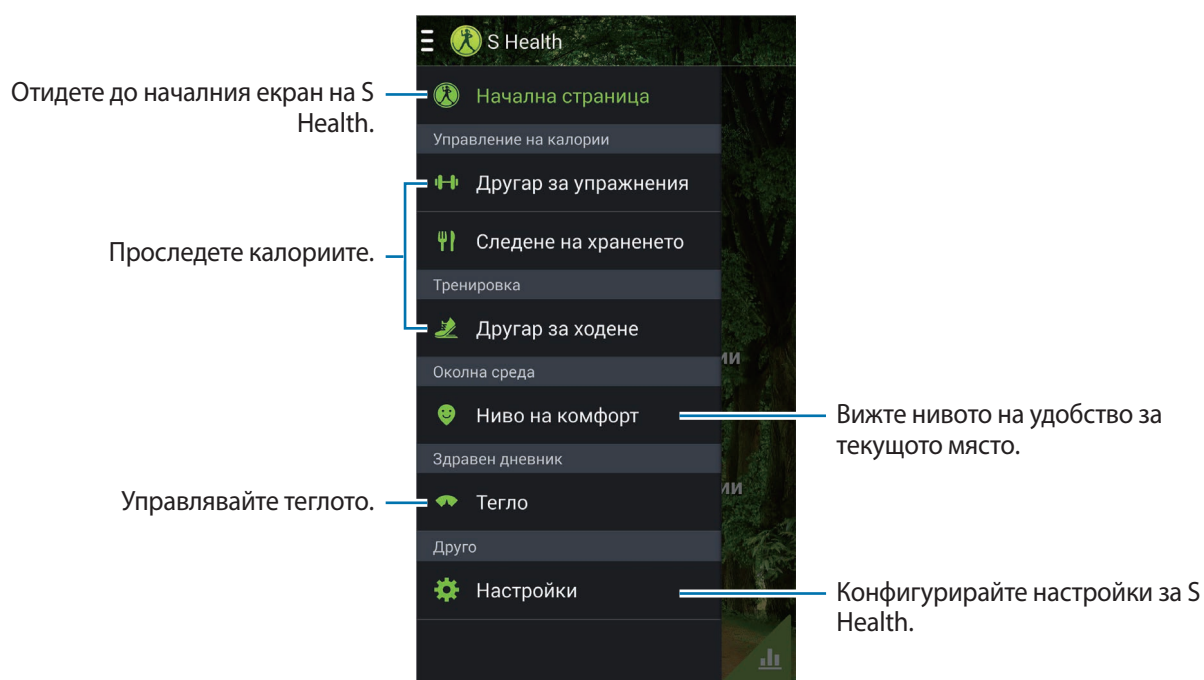 S Health
Отидете до началния екран на S
Health.
Начална страница
Управление на калории
Другар за упражнения
Проследете калориите.
Следене на храненето
Тренировка
Другар за ходене
ии
Околна среда
Ниво на комфорт
Вижте нивото на удобство за
текущото място.
Здравен дневник
ии
Управлявайте теглото.
Тегло
Друго
Настройки
Конфигурирайте настройки за S
Health.